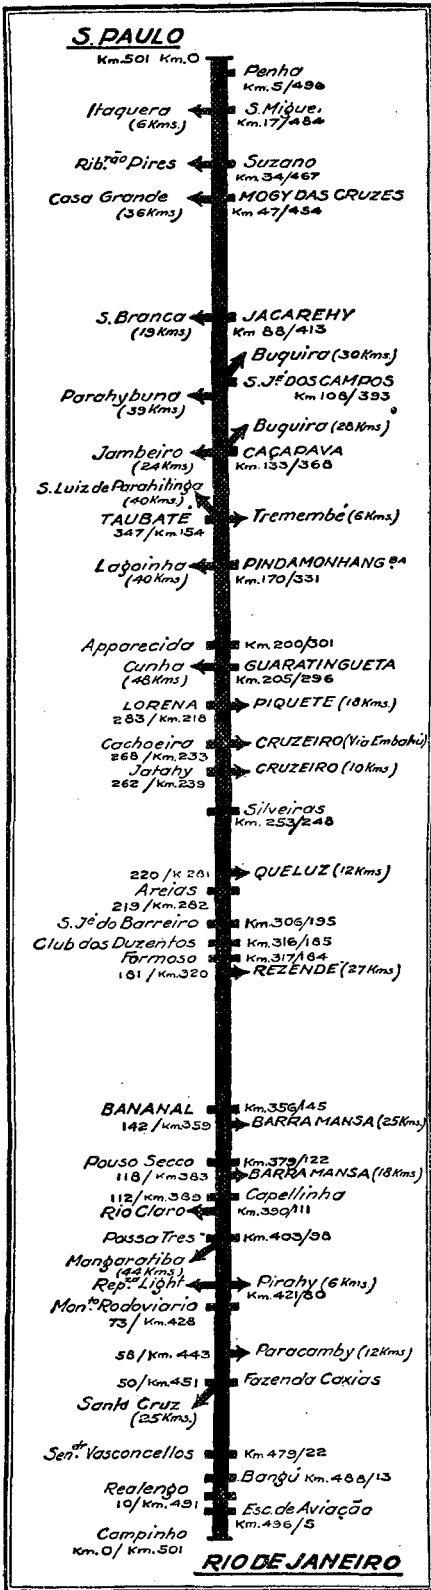 S. PAULO
Km.501 Km.0
Penha
Km.5/496
Itaquera
(6Kms.)
S. Miguel
Km.17/484
Rib.rão Pires
Suzano
Km.34/467
Casa Grande
(36Kms)
MOGY DAS CRUZES
Km 47/454
S. Branca
(19Kms)
JACAREHY
Km 88/413
Buquira (30Kms.)
S. Jé DOS CAMPOS
Km 108/393
Parahybuna
(39Kms)
Buquira (28Kms)
Jambeiro
(24Kms)
CAÇAPAVA
Km.133/368
S. Luiz de Parahitinga
(40Kms)
TAUBATÉ
347/Km.154
Tremembé (6Kms.)
Lagoinha
(40Kms)
PINDAMONHANG.BA
Km.170/331
Apparecida
Km.200/301
Cunha
(48Kms)
GUARATINGUETA
Km.205/296
LORENA
283/Km.218
PIQUETE (18Kms.)
Cachoeira
268/Km.233
CRUZEIRO (Via Embahú)
Jatahy
262/Km.239
CRUZEIRO (10Kms)
Silveiras
Km.253/248
220/K 281
QUELUZ (12Kms)
Areias
219/Km.282
S. Jé do Barreiro
Km.306/195
Club dos Duzentos
Km.316/185
Formoso
Km.317/184
181/Km.320
REZENDE (27Kms)
BANANAL
Km.356/145
142/Km359
BARRA MANSA (25Kms.)
Pouso Secco
Km.379/122
118/Km383
BARRA MANSA (18Kms)
112/Km.389
Capellinha
Rio Claro
Km.390/111
Passa Tres
Km.403/98
Mangaratiba
(44Kms)
Rep.za Light
Pirahy (6Kms)
Km.421/80
Mon.to Rodoviario
73/Km.428
58/Km.443
Paracamby (12Kms)
50/Km.451
Fazenda Caxias
Santa Cruz
(25Kms.)
Sen.dr Vasconcellos
Km 479/22
Bangú Km.488/13
Realengo
10/Km.491
Esc. de Aviação
Km.496/5
Campinho
Km.0/Km.501
RIO DE JANEIRO